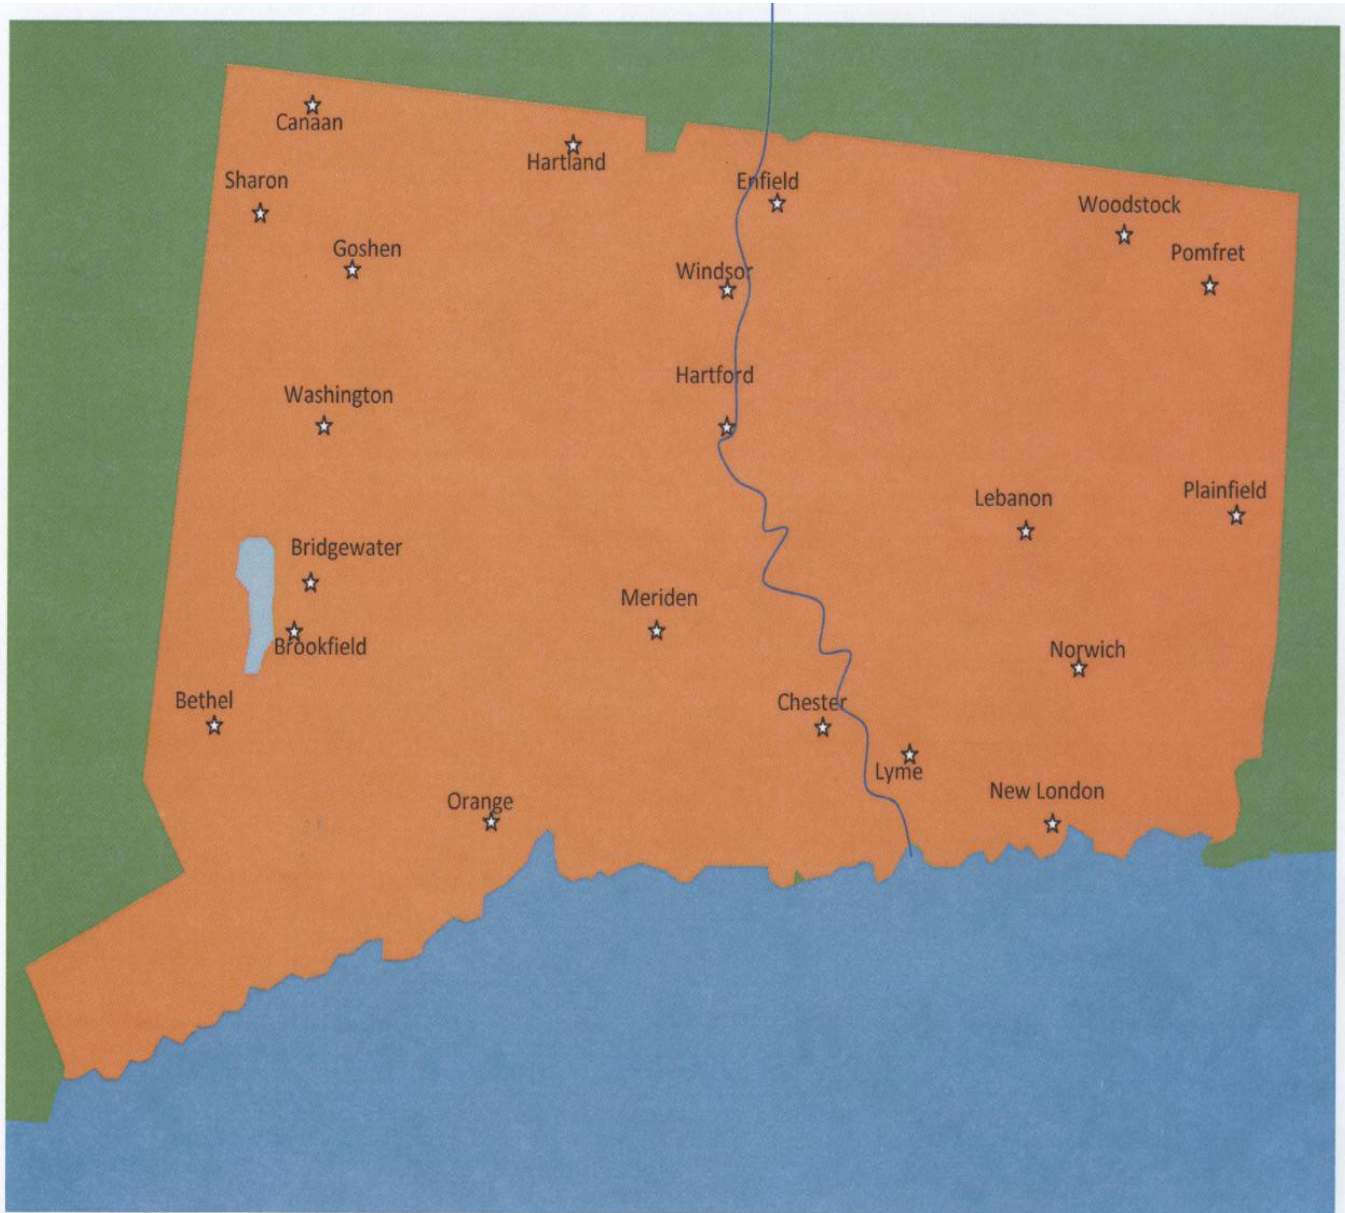 Canaan
Hartland
Sharon
Enfield
Woodstock
Goshen
Pomfret
Windsor
Hartford
Washington
Plainfield
Lebanon
Bridgewater
Meriden
Brookfield
Norwich
Bethel
Chester
Lyme
New London
Orange